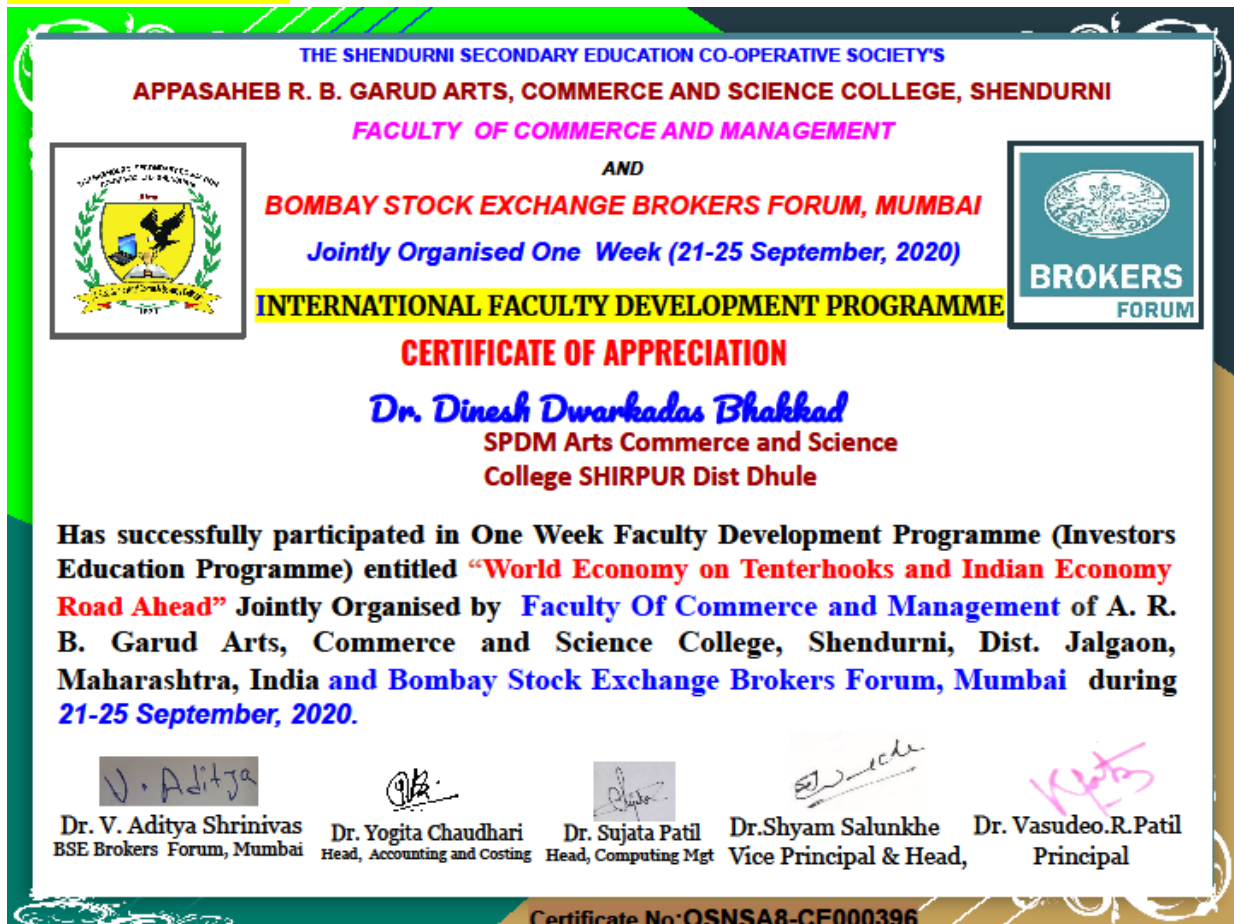 THE SHENDURNI SECONDARY EDUCATION CO-OPERATIVE SOCIETY'S
APPASAHEB R. B. GARUD ARTS, COMMERCE AND SCIENCE COLLEGE, SHENDURNI
FACULTY OF COMMERCE AND MANAGEMENT
AND
BOMBAY STOCK EXCHANGE BROKERS FORUM, MUMBAI
Jointly Organised One Week (21-25 September, 2020)
BROKERS
FORUM
INTERNATIONAL FACULTY DEVELOPMENT PROGRAMME
CERTIFICATE OF APPRECIATION
Dr. Dinesh Dwarkadas Bhakkad
SPDM Arts Commerce and Science
College SHIRPUR Dist Dhule
Has successfully participated in One Week Faculty Development Programme (Investors
Education Programme) entitled “World Economy on Tenterhooks and Indian Economy
Road Ahead” Jointly Organised by Faculty Of Commerce and Management of A. R.
B. Garud Arts, Commerce and Science College, Shendurni, Dist. Jalgaon,
Maharashtra, India and Bombay Stock Exchange Brokers Forum, Mumbai during
21-25 September, 2020.
V. Aditya
Dr. V. Aditya Shrinivas
BSE Brokers Forum, Mumbai
Dr. Yogita Chaudhari
Head, Accounting and Costing
Dr. Sujata Patil
Head, Computing Mgt
Dr.Shyam Salunkhe
Vice Principal & Head,
Dr. Vasudeo.R.Patil
Principal
Certificate No:OSNSA8-CE000396